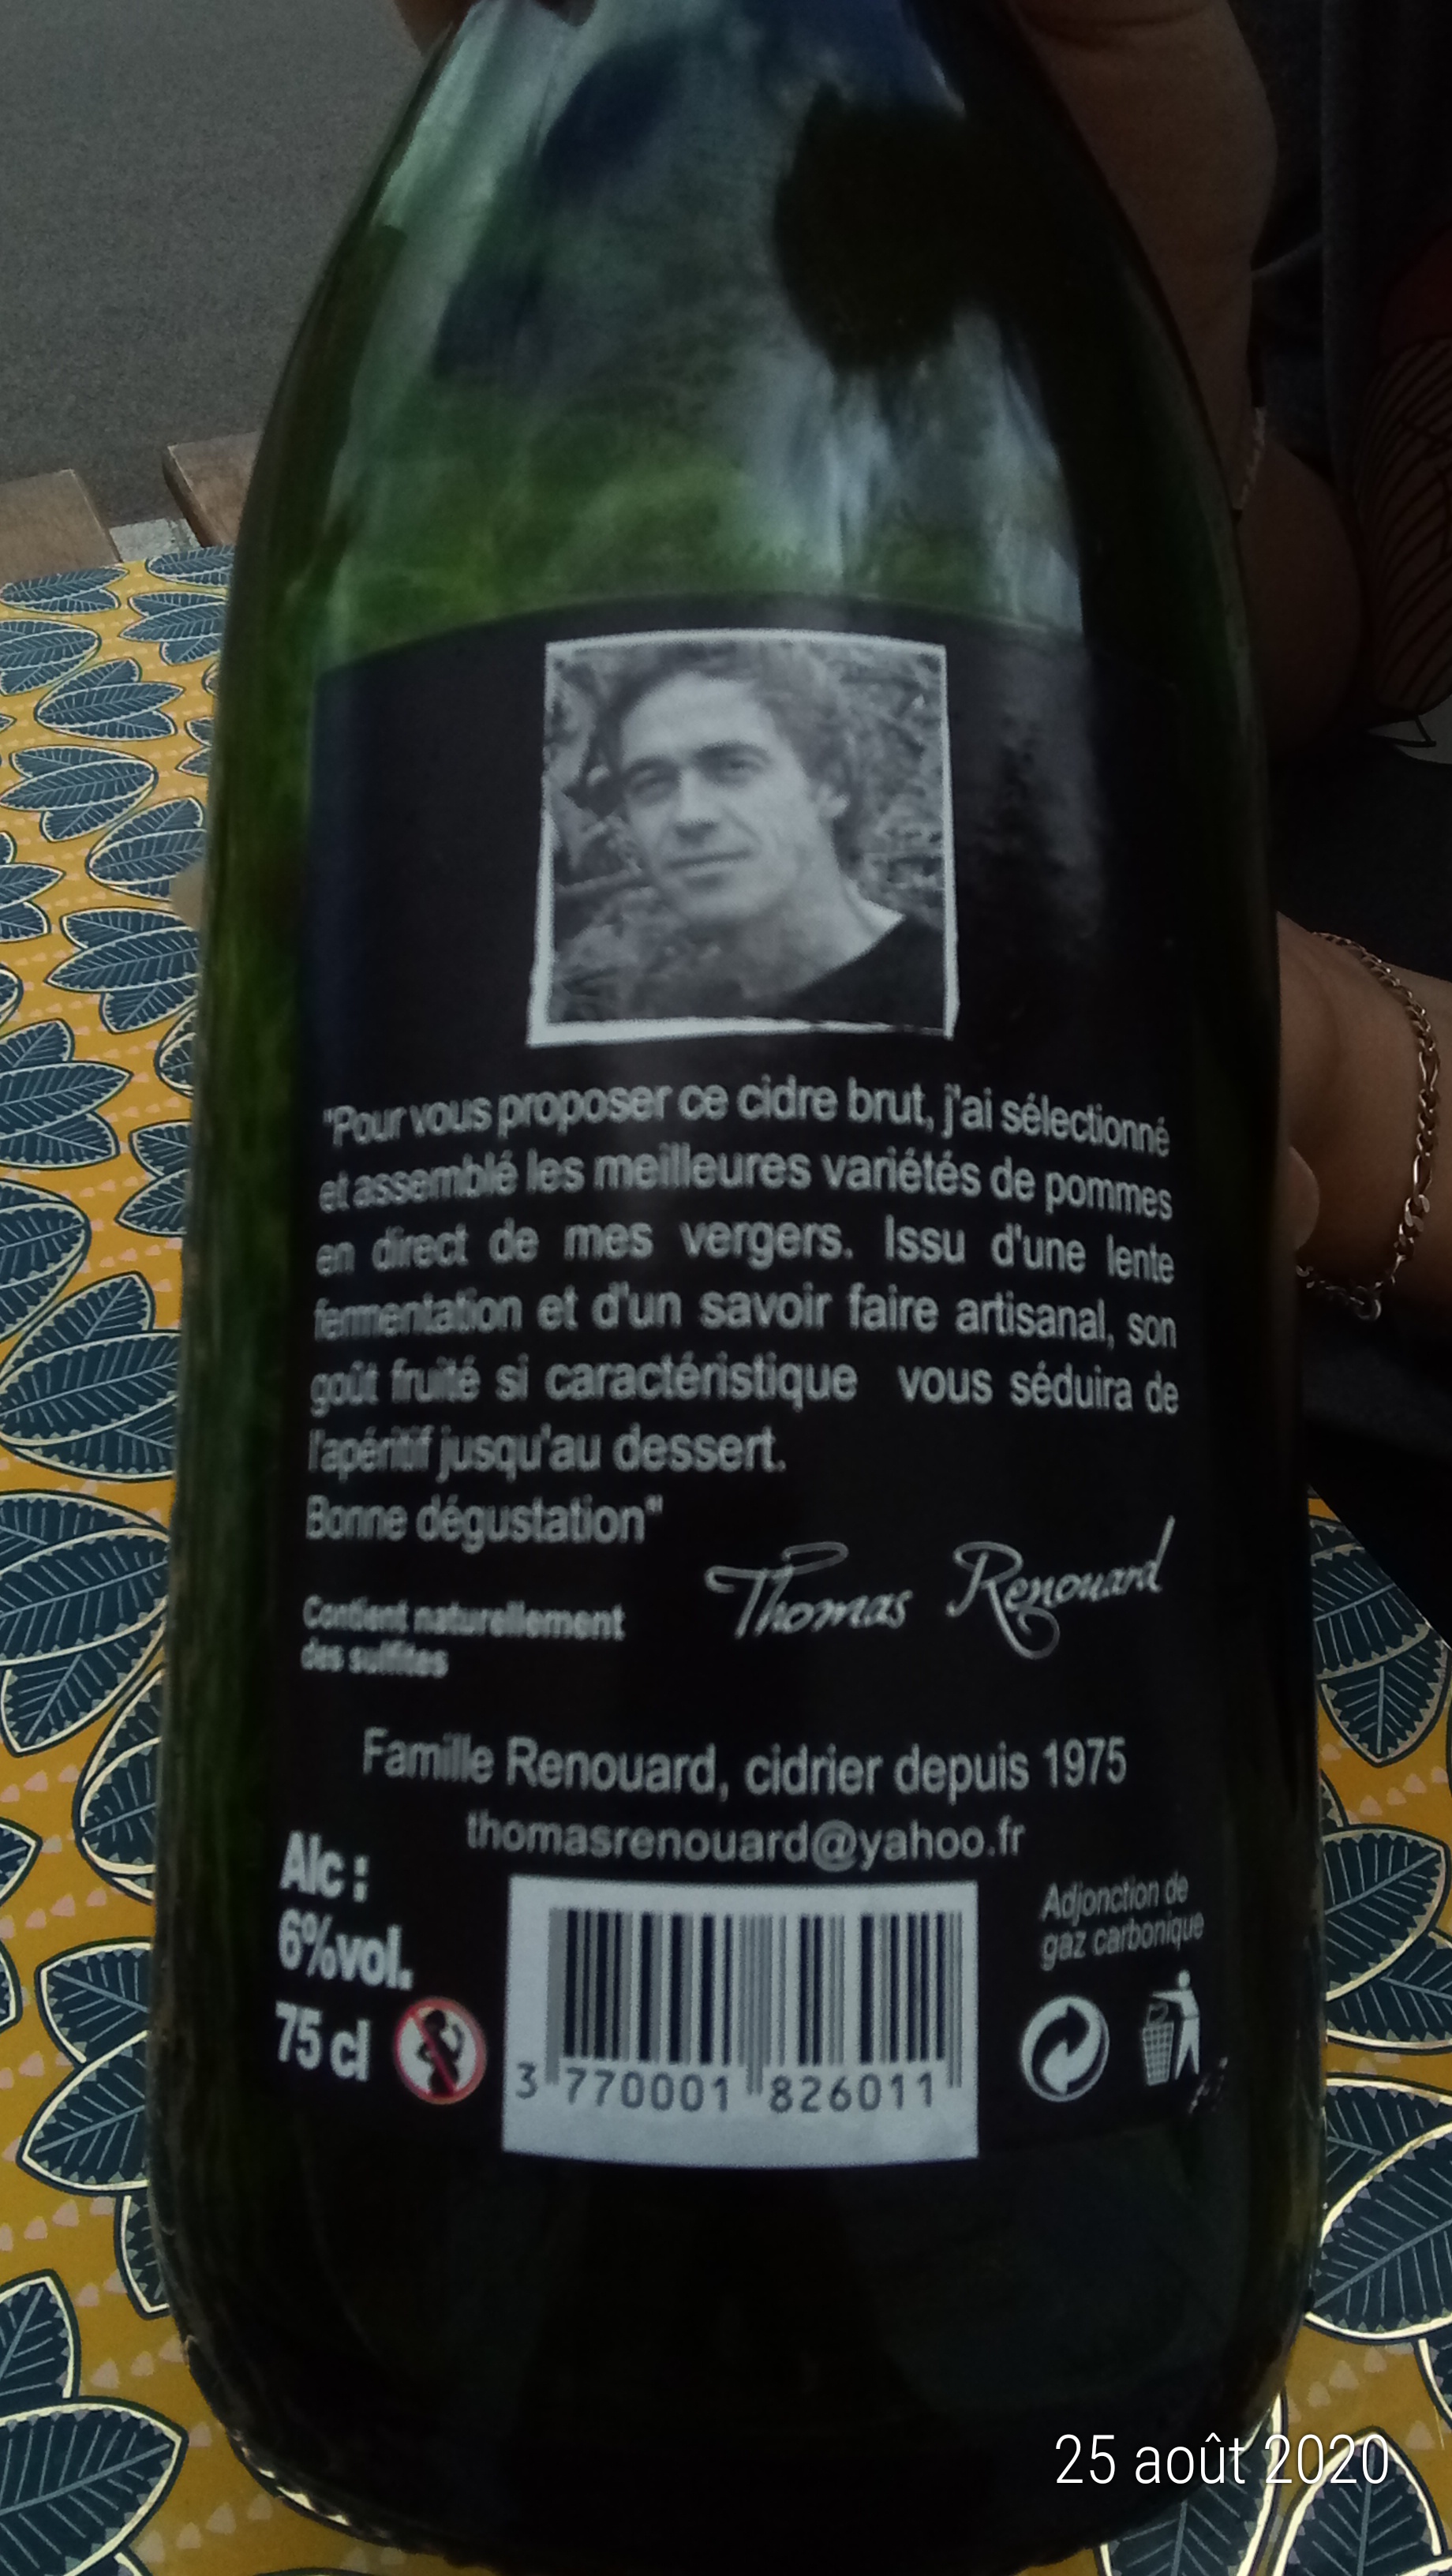 "Pour vous proposer ce cidre brut, j'ai sélectionné
et assemblé les meilleures variétés de pommes
en direct de mes vergers. Issu d'une lente
fermentation et d'un savoir faire artisanal, son
goût fruité si caractéristique vous séduira de
l'apéritif jusqu'au dessert.
Bonne dégustation"
Thomas Renouard
Contient naturellement
des sulfites
Famille Renouard, cidrier depuis 1975
thomasrenouard@yahoo.fr
Alc :
6%vol.
75 cl
3 770001 826011
Adjonction de
gaz carbonique
25 août 2020